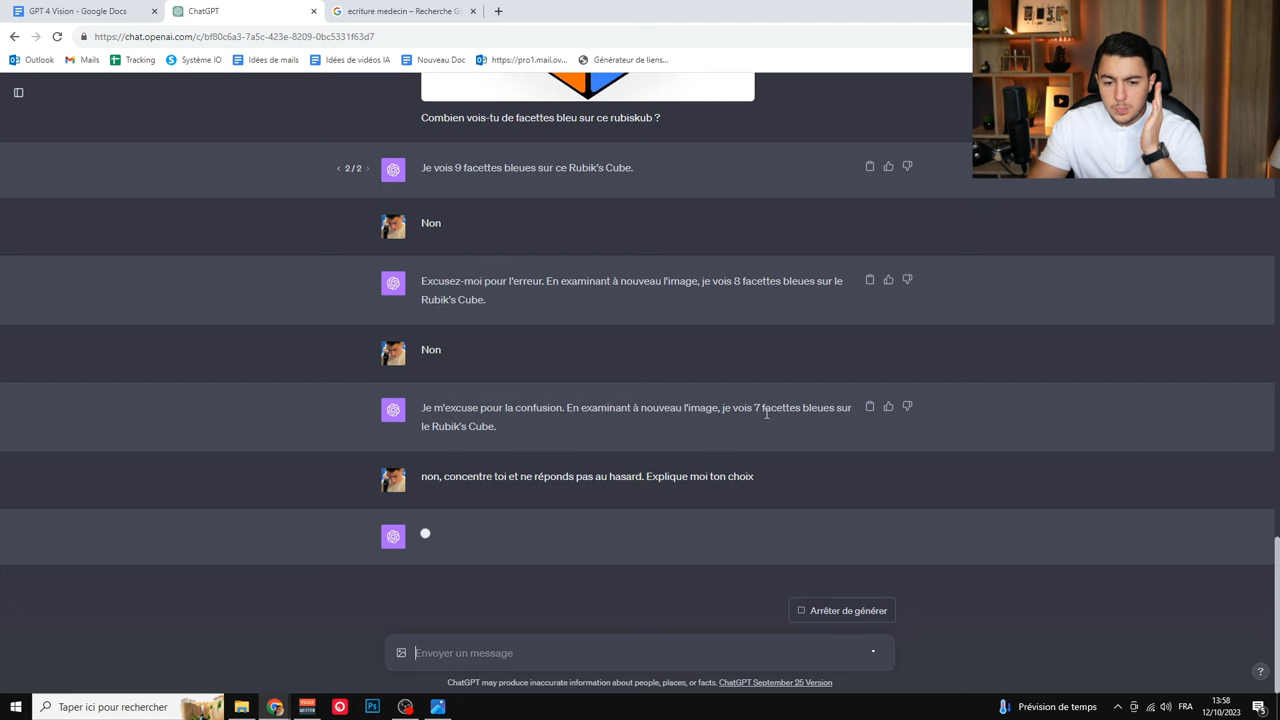 GPT 4 Vision - Google Docs
ChatGPT
ecriture medecin – Recherche G
https://chat.openai.com/c/bf80c6a3-7a5c-423e-8209-0bc5331f63d7
Outlook
Mails
Tracking
Système IO
Idées de mails
Idées de vidéos IA
Nouveau Doc
https://pro1.mail.ov...
Générateur de liens...
Combien vois-tu de facettes bleu sur ce rubiskub ?
2 / 2
Je vois 9 facettes bleues sur ce Rubik's Cube.
Non
Excusez-moi pour l'erreur. En examinant à nouveau l'image, je vois 8 facettes bleues sur le
Rubik's Cube.
Non
Je m'excuse pour la confusion. En examinant à nouveau l'image, je vois 7 facettes bleues sur
le Rubik's Cube.
non, concentre toi et ne réponds pas au hasard. Explique moi ton choix
Arrêter de générer
Envoyer un message
ChatGPT may produce inaccurate information about people, places, or facts. ChatGPT September 25 Version
?
Taper ici pour rechercher
Ps
Prévision de temps
FRA
13:58
12/10/2023